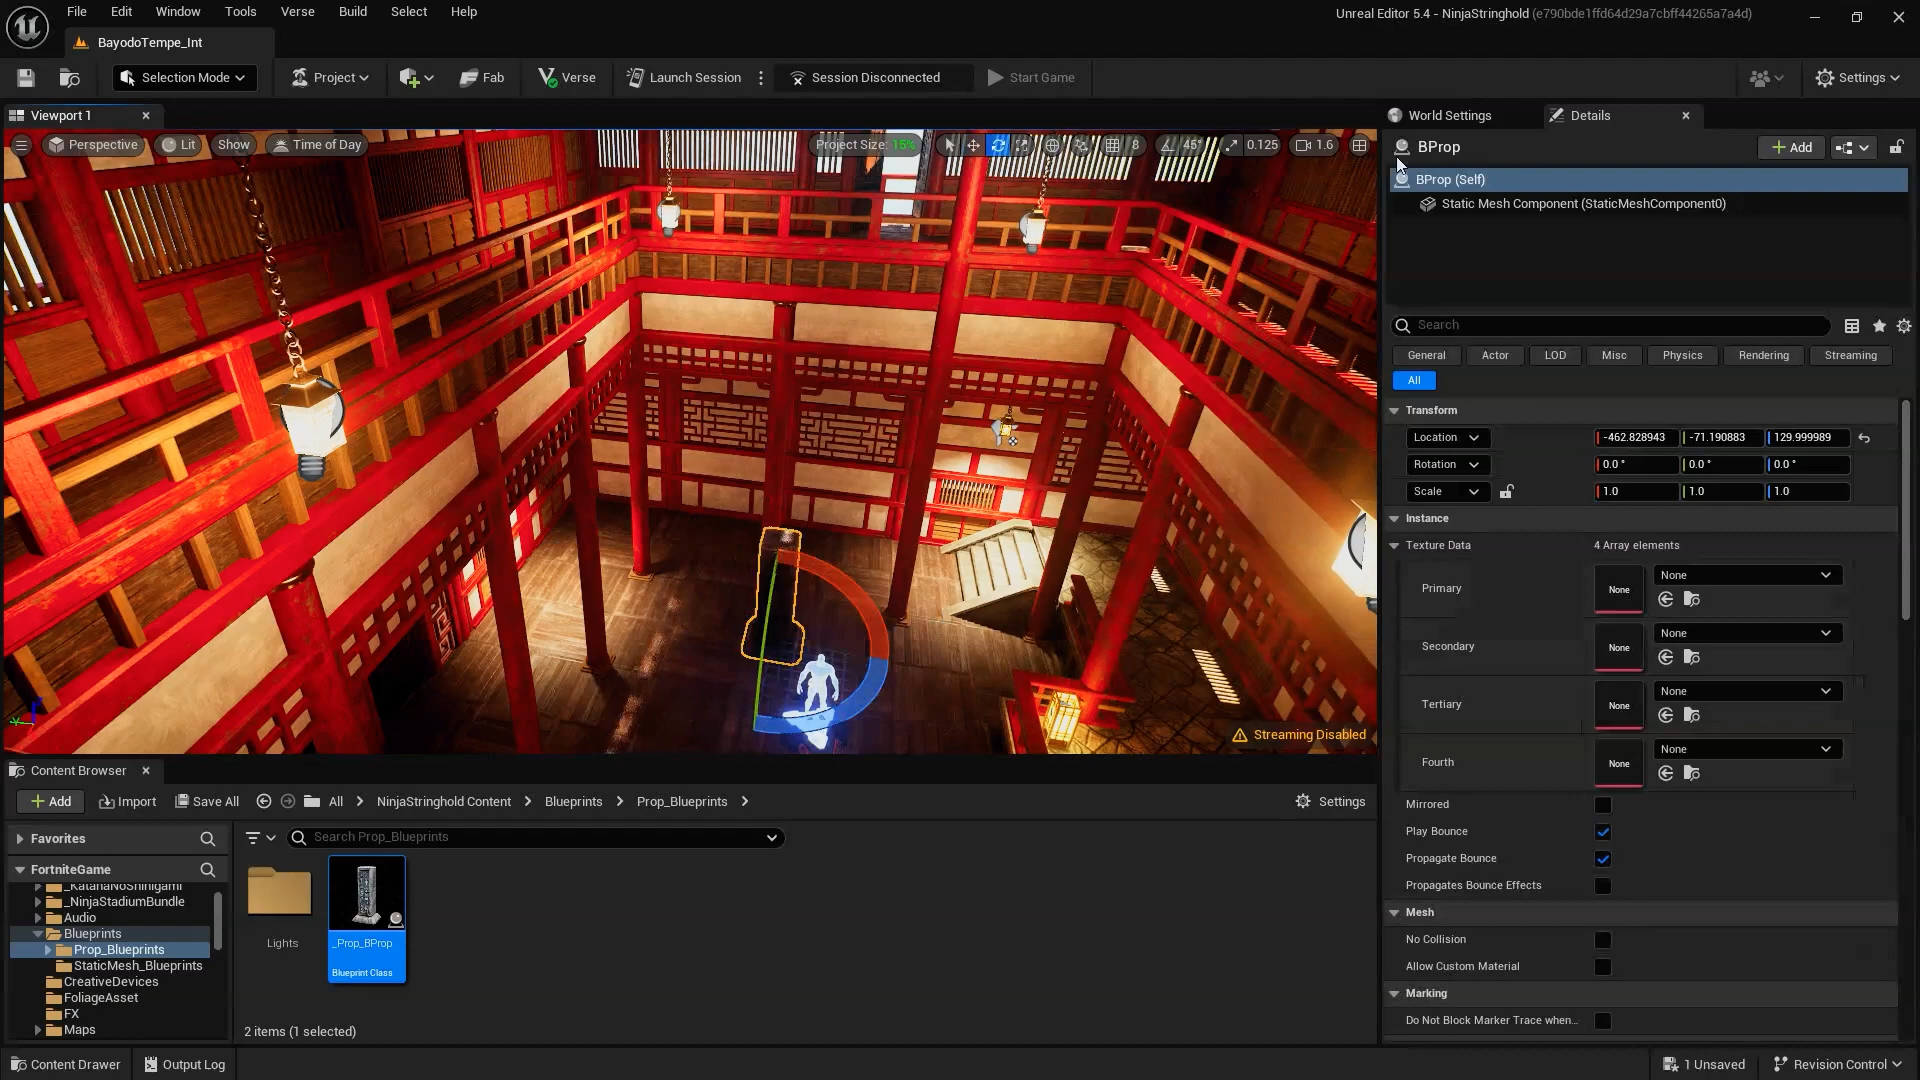 File Edit Window Tools Verse Build Select Help
Unreal Editor 5.4 - NinjaStringhold (e790bde1ffd64d29a7cbff44265a7a4d)
BayodoTempe_Int
Selection Mode Project Fab Verse Launch Session Session Disconnected Start Game Settings
Viewport 1
World Settings Details
Perspective Lit Show Time of Day Project Size: 15% 8 45° 0.125 1.6
BProp
Add
BProp (Self)
Static Mesh Component (StaticMeshComponent0)
Search
General Actor LOD Misc Physics Rendering Streaming
All
Transform
Location -462.828943 -71.190883 129.999989
Rotation 0.0 ° 0.0 ° 0.0 °
Scale 1.0 1.0 1.0
Instance
Texture Data 4 Array elements
Primary None None
Secondary None None
Tertiary None None
Fourth None None
Mirrored
Play Bounce
Propagate Bounce
Propagates Bounce Effects
Mesh
No Collision
Allow Custom Material
Marking
Do Not Block Marker Trace when...
Streaming Disabled
Content Browser
Add Import Save All All NinjaStringhold Content Blueprints Prop_Blueprints Settings
Favorites
Search Prop_Blueprints
FortniteGame
_KatanaNoShinigami
_NinjaStadiumBundle
Audio
Blueprints
Prop_Blueprints
StaticMesh_Blueprints
CreativeDevices
FoliageAsset
FX
Maps
Lights
_Prop_BProp
Blueprint Class
2 items (1 selected)
Content Drawer Output Log 1 Unsaved Revision Control